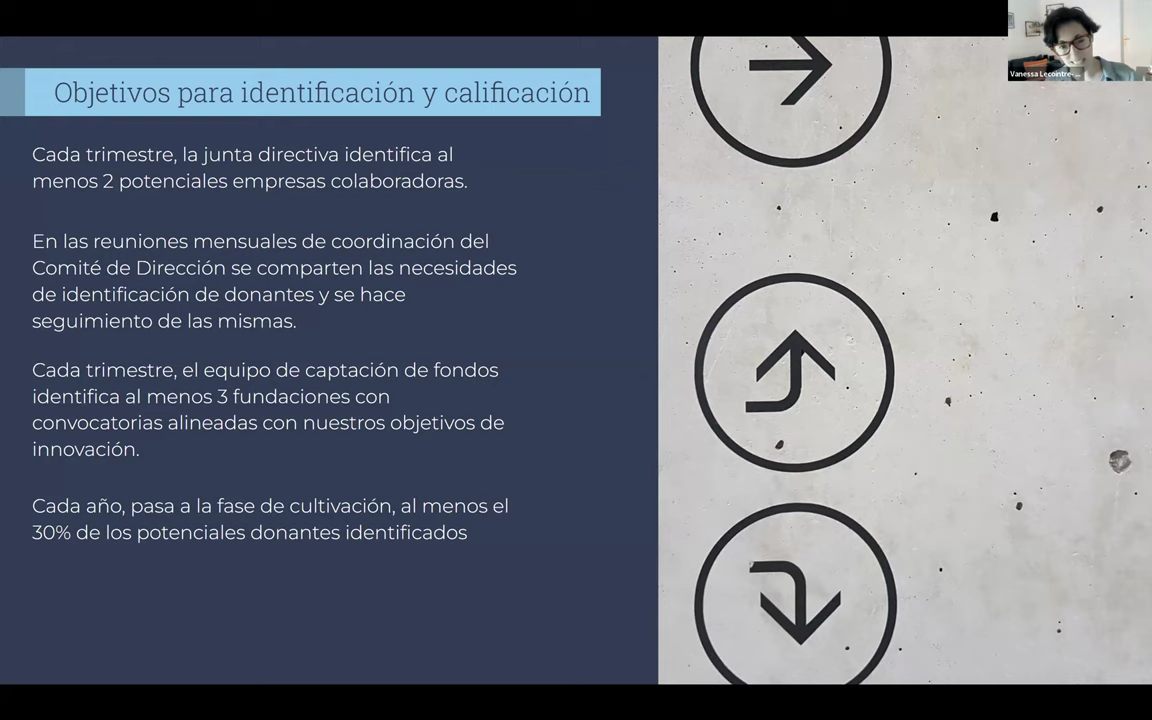 Vanessa Lecointre-...
Objetivos para identificación y calificación
Cada trimestre, la junta directiva identifica al
menos 2 potenciales empresas colaboradoras.
En las reuniones mensuales de coordinación del
Comité de Dirección se comparten las necesidades
de identificación de donantes y se hace
seguimiento de las mismas.
Cada trimestre, el equipo de captación de fondos
identifica al menos 3 fundaciones con
convocatorias alineadas con nuestros objetivos de
innovación.
Cada año, pasa a la fase de cultivación, al menos el
30% de los potenciales donantes identificados